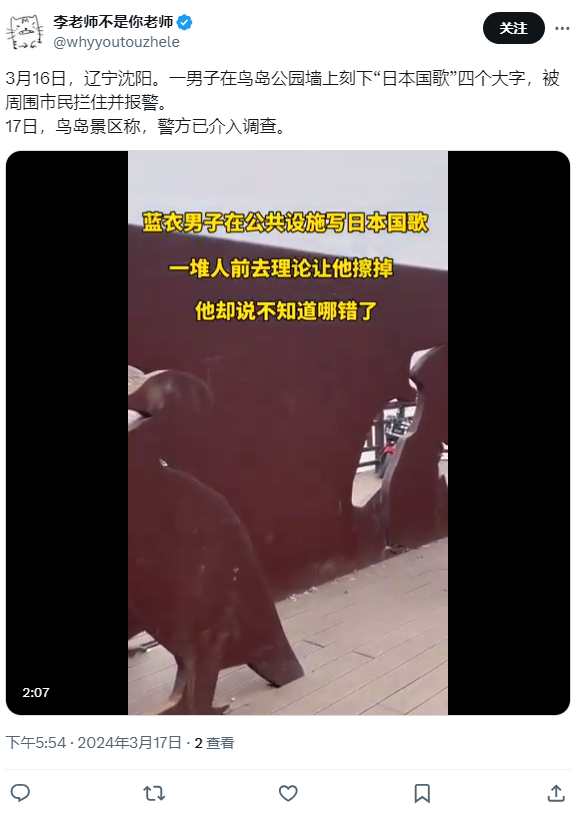 李老师不是你老师
@whyyoutouzhele
关注
3月16日，辽宁沈阳。一男子在鸟岛公园墙上刻下“日本国歌”四个大字，被
周围市民拦住并报警。
17日，鸟岛景区称，警方已介入调查。
蓝衣男子在公共设施写日本国歌
一堆人前去理论让他擦掉
他却说不知道哪错了
2:07
下午5:54 · 2024年3月17日 · 2 查看